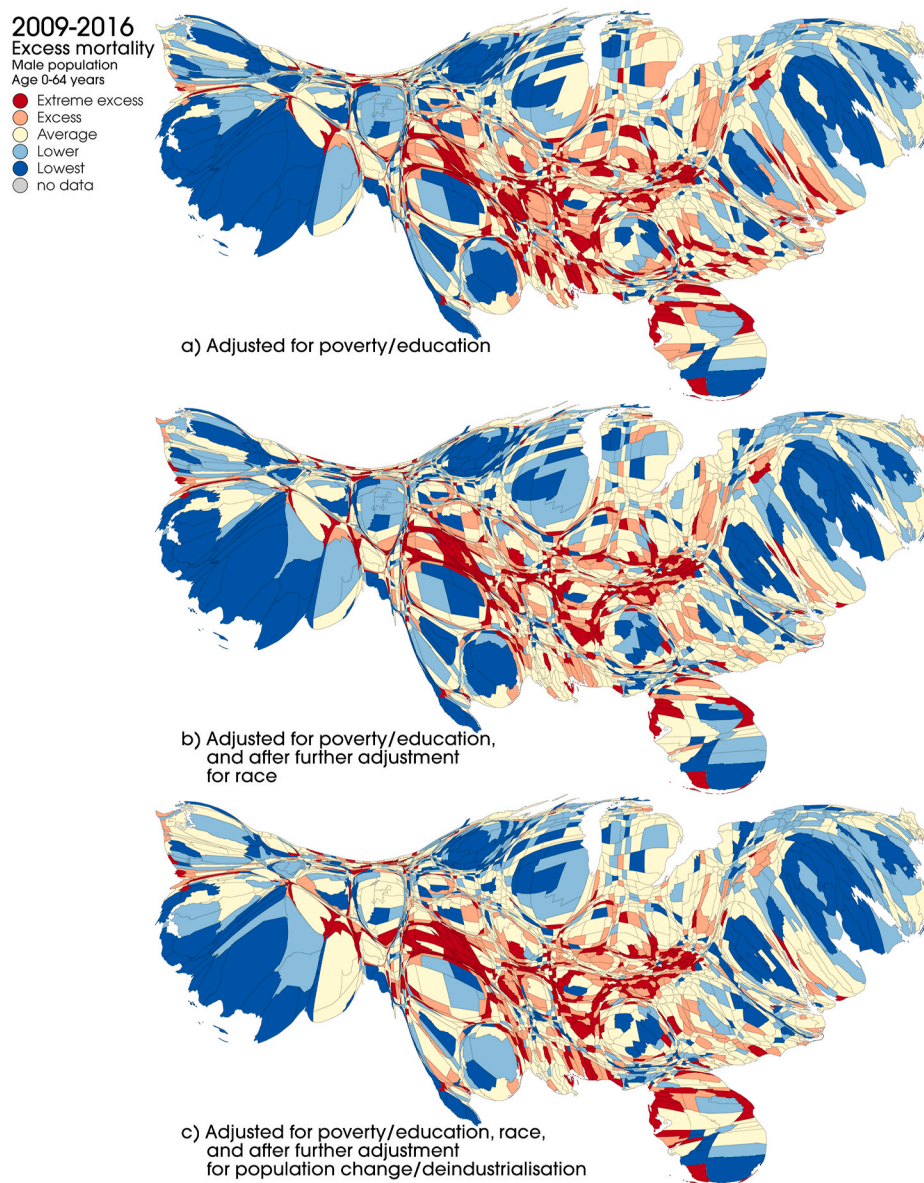 2009-2016
Excess mortality
Male population
Age 0-64 years
Extreme excess
Excess
Average
Lower
Lowest
no data
a) Adjusted for poverty/education
b) Adjusted for poverty/education,
and after further adjustment
for race
c) Adjusted for poverty/education, race,
and after further adjustment
for population change/deindustrialisation